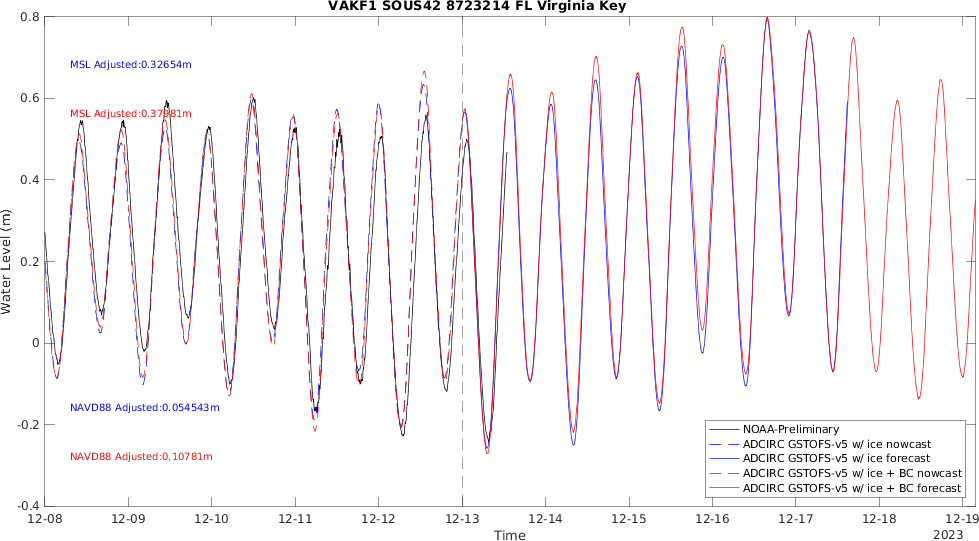 VAKF1 SOUS42 8723214 FL Virginia Key
0.8
0.6
0.4
0.2
0
-0.2
-0.4
Water Level (m)
MSL Adjusted:0.32654m
MSL Adjusted:0.37981m
NAVD88 Adjusted:0.054543m
NAVD88 Adjusted:0.10781m
NOAA-Preliminary
ADCIRC GSTOFS-v5 w/ ice nowcast
ADCIRC GSTOFS-v5 w/ ice forecast
ADCIRC GSTOFS-v5 w/ ice + BC nowcast
ADCIRC GSTOFS-v5 w/ ice + BC forecast
12-08 12-09 12-10 12-11 12-12 12-13 12-14 12-15 12-16 12-17 12-18 12-19
Time
2023